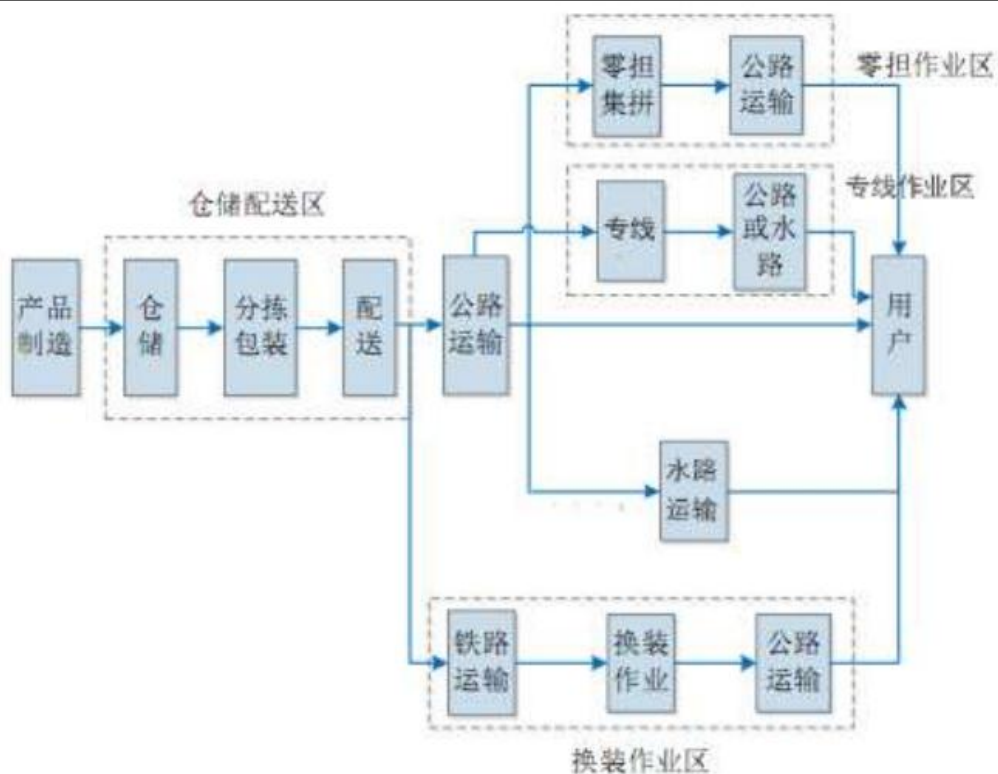 零担
集拼
公路
运输
零担作业区
专线
公路
或水
路
专线作业区
仓储配送区
产品
制造
仓
储
分拣
包装
配
送
公路
运输
用
户
水路
运输
铁路
运输
换装
作业
公路
运输
换装作业区